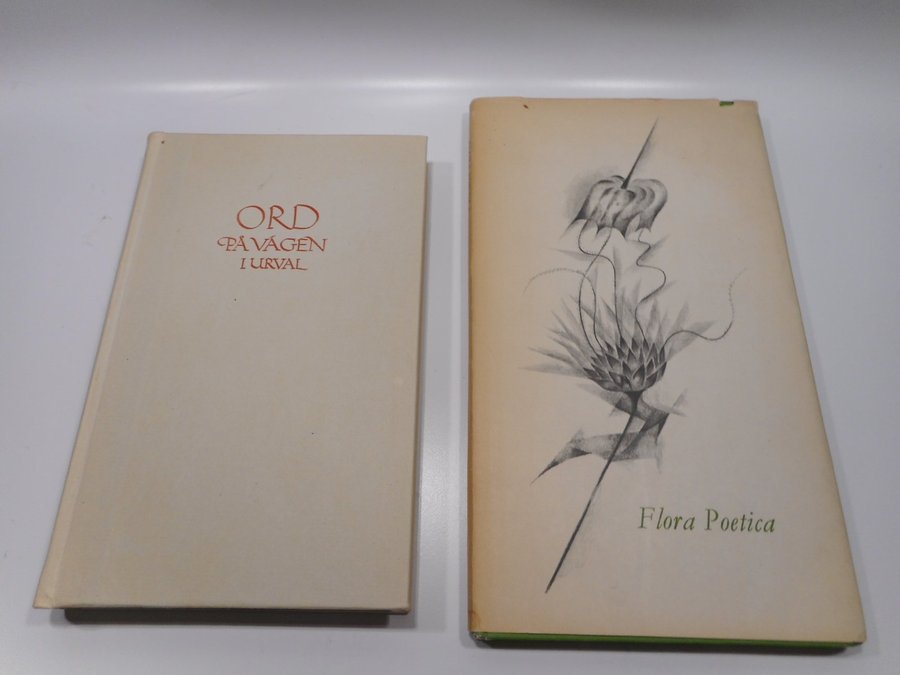 ORD
PÅ VÄGEN
I URVAL
Flora Poetica